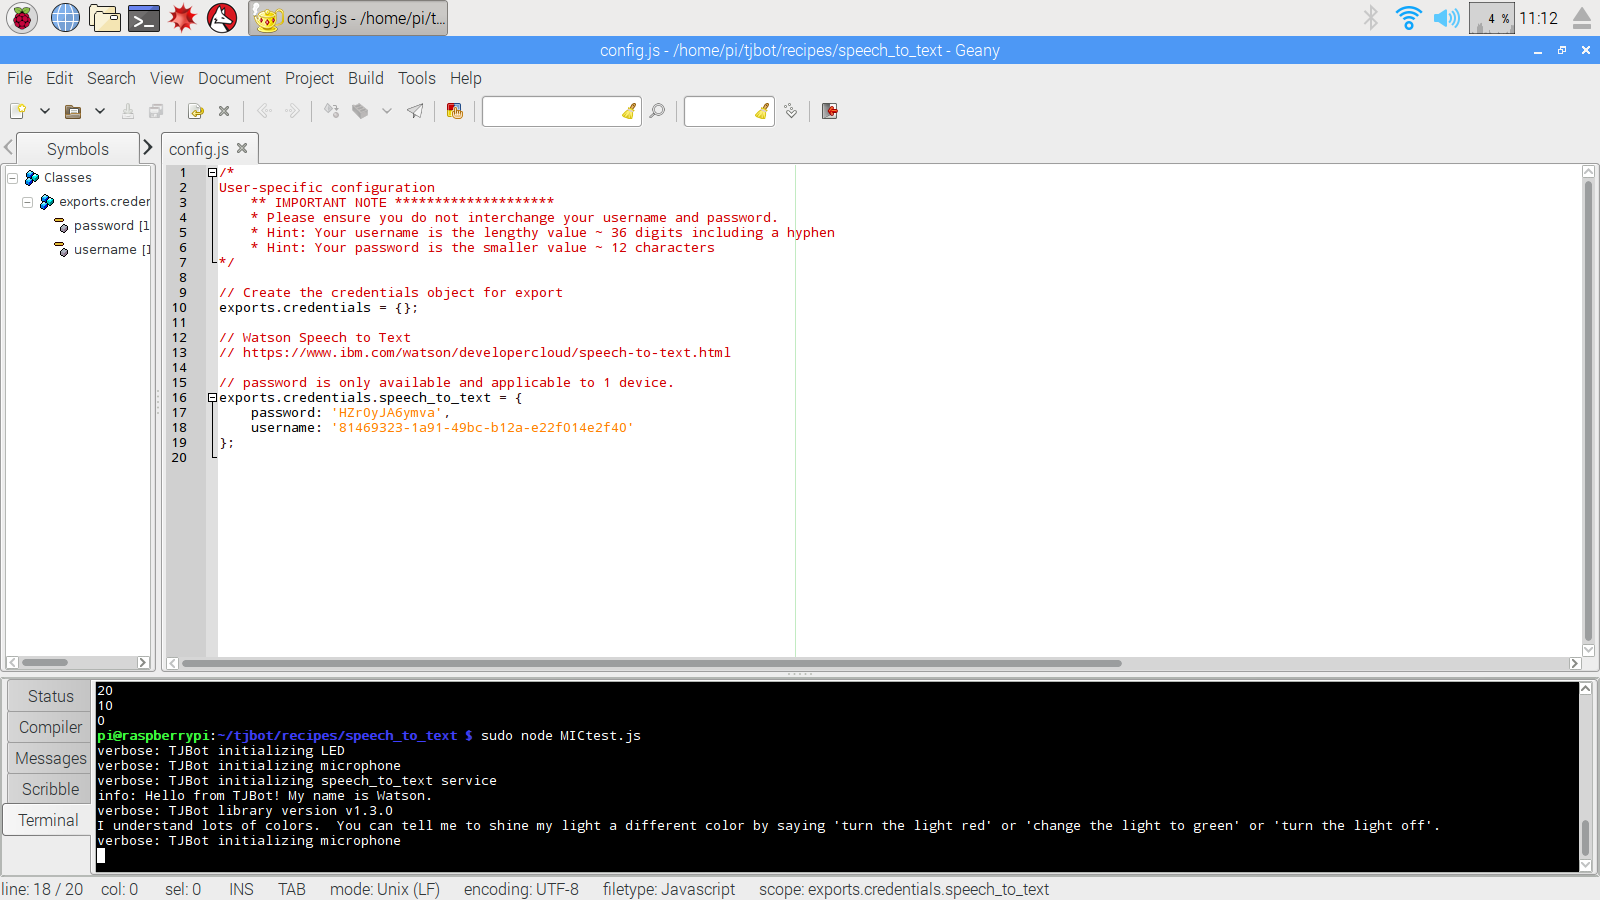 config.js - /home/pi/t...
4 %
11:12
config.js - /home/pi/tjbot/recipes/speech_to_text - Geany
File Edit Search View Document Project Build Tools Help
Symbols
config.js
Classes
exports.creder
password [1
username [1
1 /*
2 User-specific configuration
3 ** IMPORTANT NOTE ********************
4 * Please ensure you do not interchange your username and password.
5 * Hint: Your username is the lengthy value ~ 36 digits including a hyphen
6 * Hint: Your password is the smaller value ~ 12 characters
7 */
8
9 // Create the credentials object for export
10 exports.credentials = {};
11
12 // Watson Speech to Text
13 // https://www.ibm.com/watson/developercloud/speech-to-text.html
14
15 // password is only available and applicable to 1 device.
16 exports.credentials.speech_to_text = {
17 password: 'HZrOyJA6ymva',
18 username: '81469323-1a91-49bc-b12a-e22f014e2f40'
19 };
20
Status
Compiler
Messages
Scribble
Terminal
20
10
0
pi@raspberrypi:~/tjbot/recipes/speech_to_text $ sudo node MICtest.js
verbose: TJBot initializing LED
verbose: TJBot initializing microphone
verbose: TJBot initializing speech_to_text service
info: Hello from TJBot! My name is Watson.
verbose: TJBot library version v1.3.0
I understand lots of colors.  You can tell me to shine my light a different color by saying 'turn the light red' or 'change the light to green' or 'turn the light off'.
verbose: TJBot initializing microphone
line: 18 / 20 col: 0 sel: 0 INS TAB mode: Unix (LF) encoding: UTF-8 filetype: Javascript scope: exports.credentials.speech_to_text